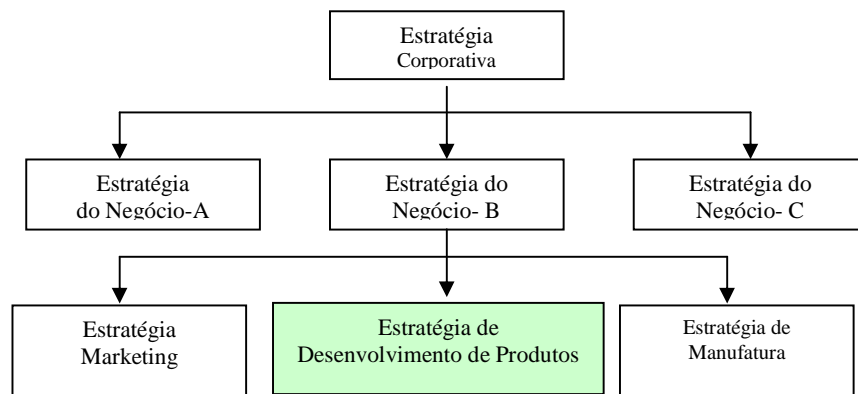 Estratégia
Corporativa
Estratégia
do Negócio-A
Estratégia do
Negócio- B
Estratégia do
Negócio- C
Estratégia
Marketing
Estratégia de
Desenvolvimento de Produtos
Estratégia de
Manufatura